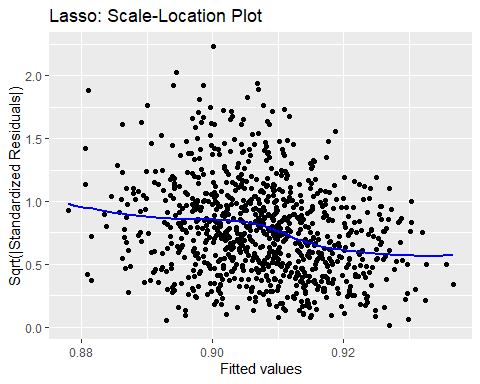 Lasso: Scale-Location Plot
Sqrt(|Standardized Residuals|)
2.0
1.5
1.0
0.5
0.0
0.88
0.90
0.92
Fitted values